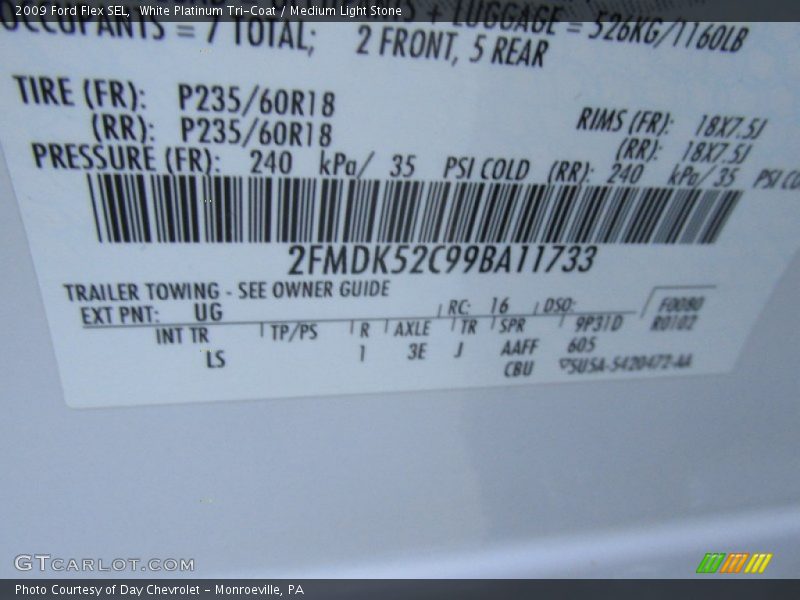 2009 Ford Flex SEL, White Platinum Tri-Coat / Medium Light Stone
OCCUPANTS = 7 TOTAL; 2 FRONT, 5 REAR + LUGGAGE = 526KG/1160LB
TIRE (FR): P235/60R18 RIMS (FR): 18X7.5J
(RR): P235/60R18 (RR): 18X7.5J
PRESSURE (FR): 240 kPa/ 35 PSI COLD (RR): 240 kPa/ 35 PSI CO
2FMDK52C99BA11733
TRAILER TOWING - SEE OWNER GUIDE
EXT PNT: UG RC: 16 DSO: F0080
INT TR TP/PS R AXLE TR SPR 9P31D R0102
LS 1 3E J AAFF 605
CBU ▽5U5A-5420472-AA
GTCARLOT.COM
Photo Courtesy of Day Chevrolet - Monroeville, PA